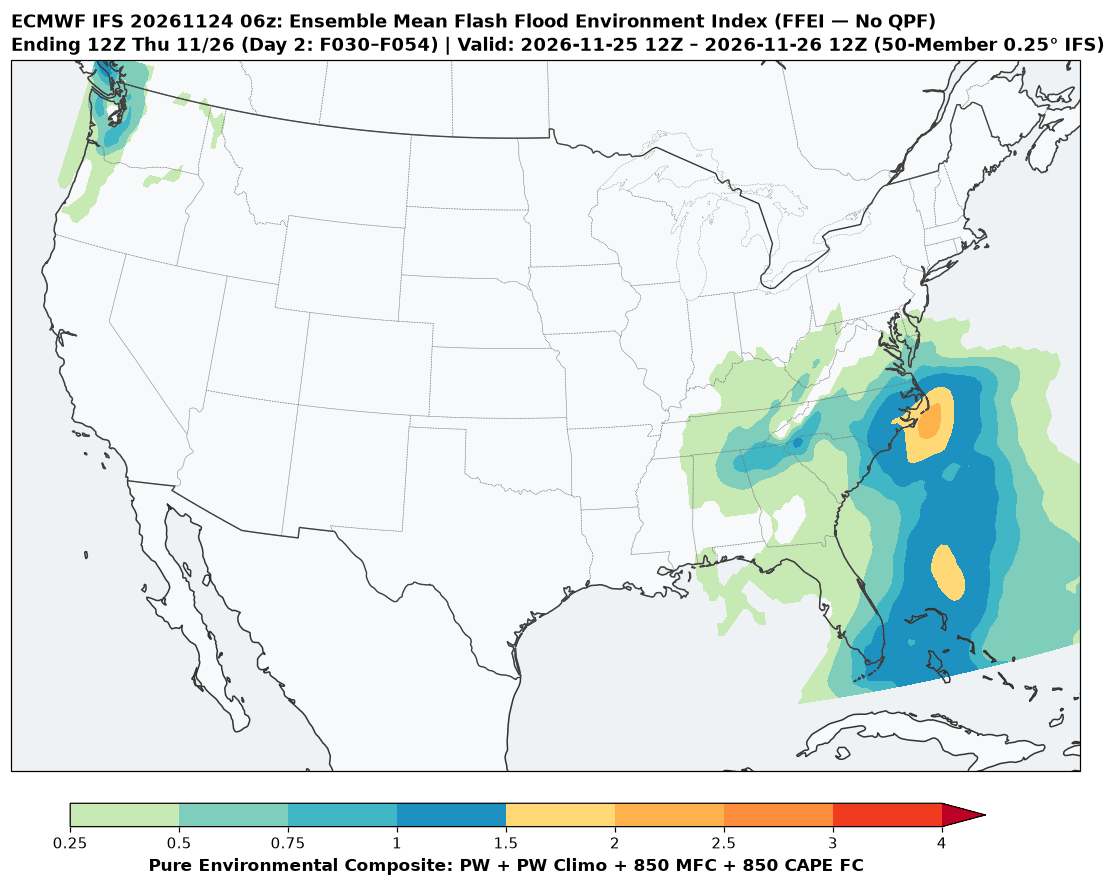 ECMWF IFS 20261124 06z: Ensemble Mean Flash Flood Environment Index (FFEI — No QPF)
Ending 12Z Thu 11/26 (Day 2: F030–F054) | Valid: 2026-11-25 12Z – 2026-11-26 12Z (50-Member 0.25° IFS)
0.25 0.5 0.75 1 1.5 2 2.5 3 4
Pure Environmental Composite: PW + PW Climo + 850 MFC + 850 CAPE FC